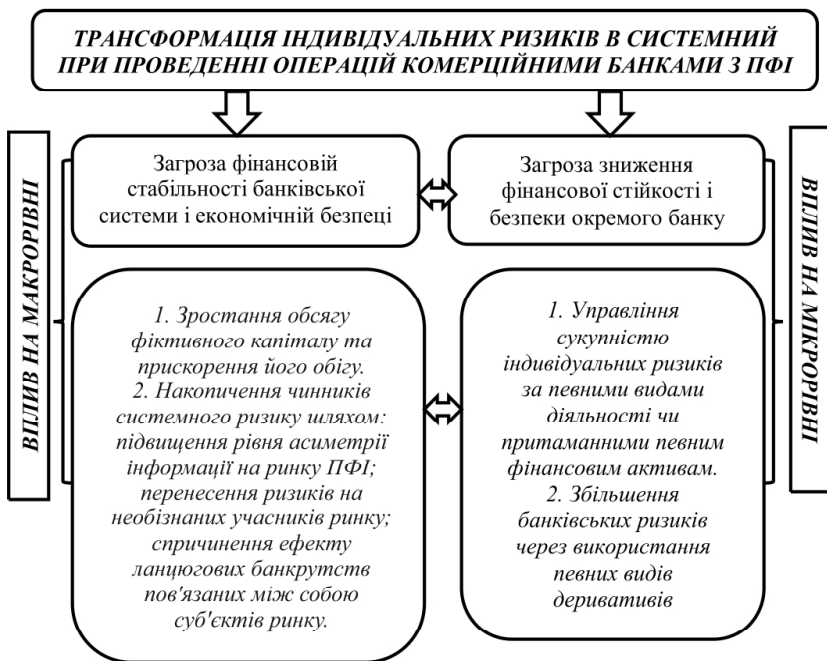 ТРАНСФОРМАЦІЯ ІНДИВІДУАЛЬНИХ РИЗИКІВ В СИСТЕМНИЙ
ПРИ ПРОВЕДЕННІ ОПЕРАЦІЙ КОМЕРЦІЙНИМИ БАНКАМИ З ПФІ
ВПЛИВ НА МАКРОРІВНІ
Загроза фінансовій
стабільності банківської
системи і економічній безпеці
Загроза зниження
фінансової стійкості і
безпеки окремого банку
ВПЛИВ НА МІКРОРІВНІ
1. Зростання обсягу
фіктивного капіталу та
прискорення його обігу.
2. Накопичення чинників
системного ризику шляхом:
підвищення рівня асиметрії
інформації на ринку ПФІ;
перенесення ризиків на
необізнаних учасників ринку;
спричинення ефекту
ланцюгових банкрутств
пов'язаних між собою
суб'єктів ринку.
1. Управління
сукупністю
індивідуальних ризиків
за певними видами
діяльності чи
притаманними певним
фінансовим активам.
2. Збільшення
банківських ризиків
через використання
певних видів
деривативів